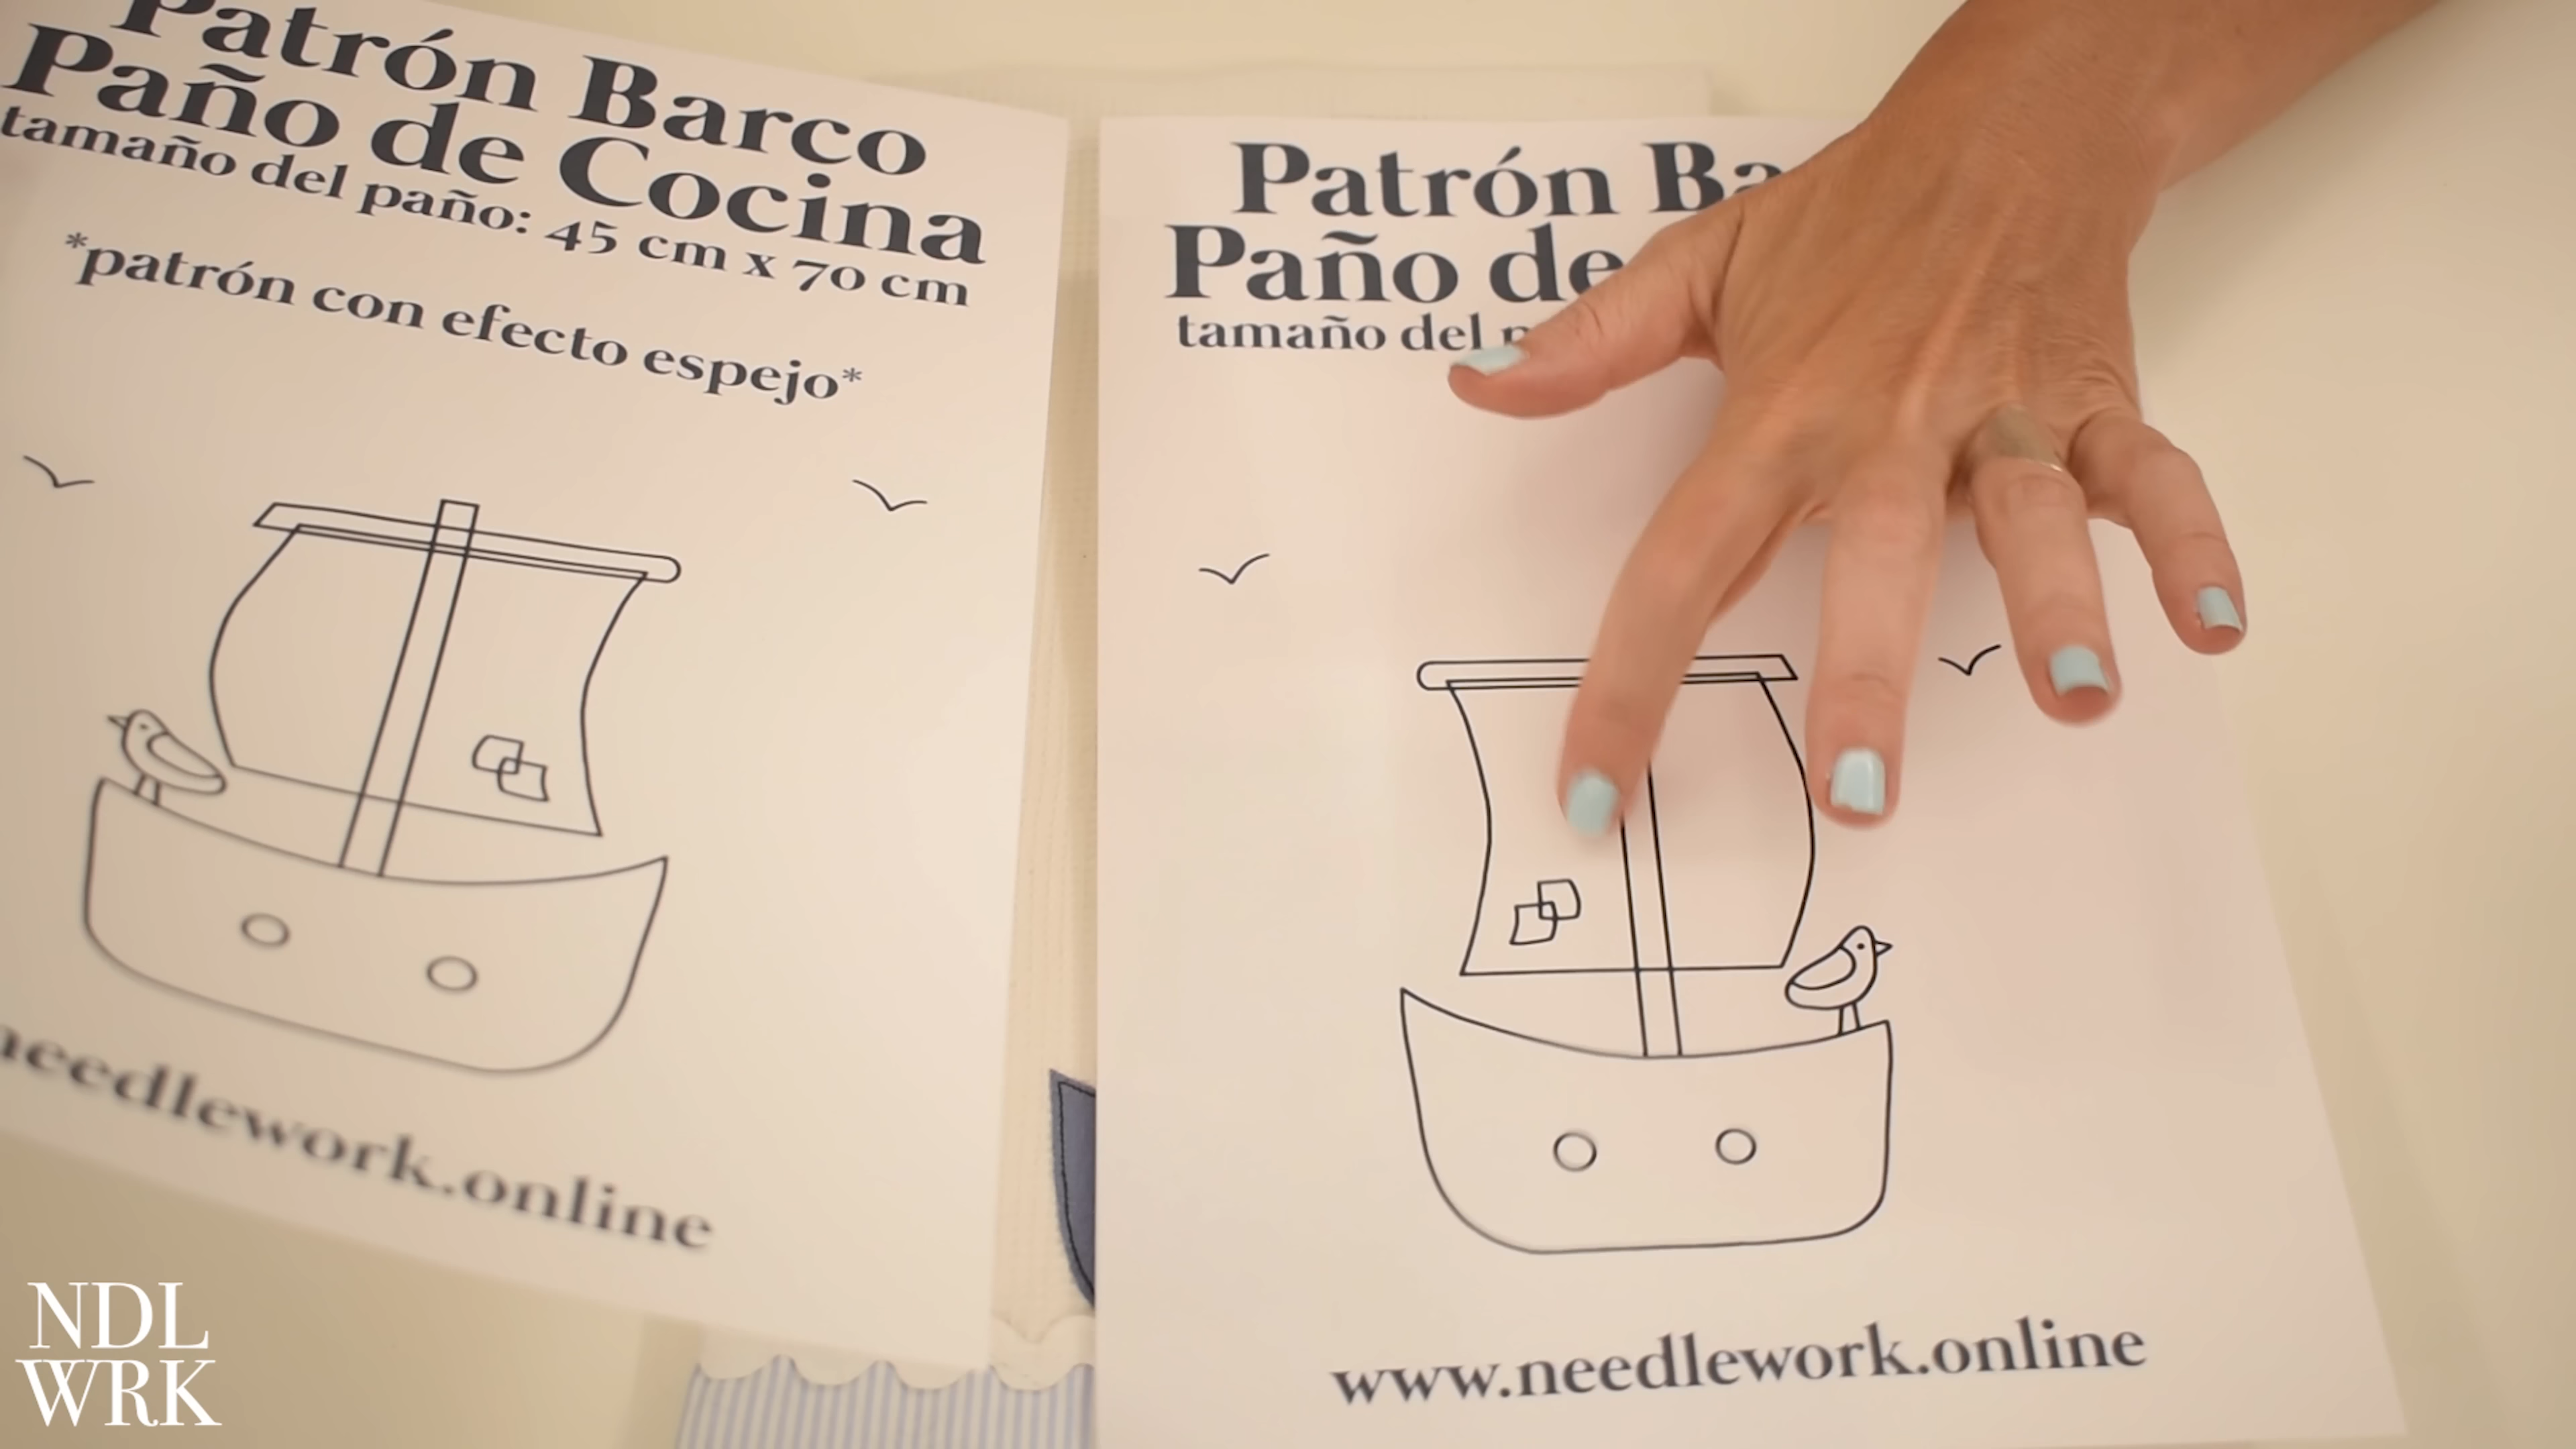 Patrón Barco
Paño de Cocina
tamaño del paño: 45 cm x 70 cm
*patrón con efecto espejo*
needlework.online
Patrón Ba
Paño de
tamaño del
www.needlework.online
NDL
WRK